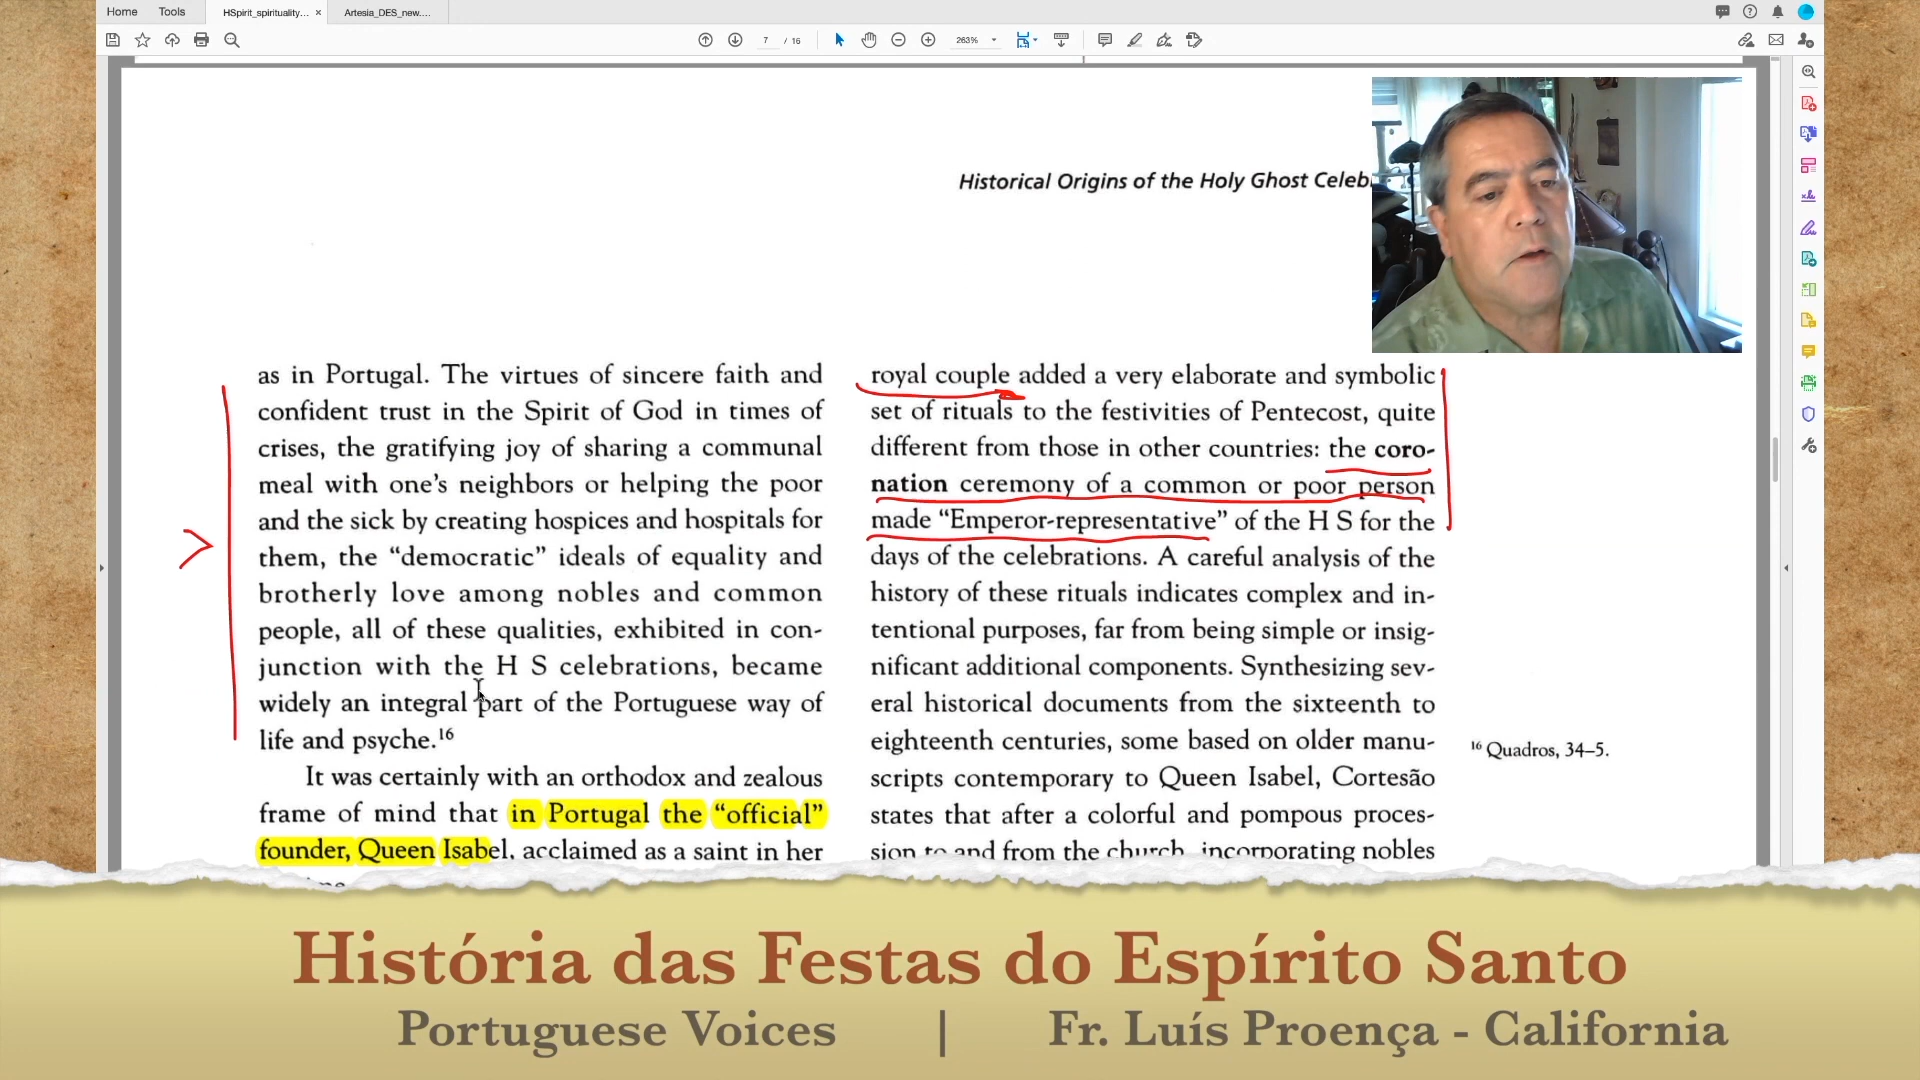 Home Tools HSpirit_spirituality... × Artesia_DES_new....
7 / 16 263%
Historical Origins of the Holy Ghost Celeb
as in Portugal. The virtues of sincere faith and
confident trust in the Spirit of God in times of
crises, the gratifying joy of sharing a communal
meal with one's neighbors or helping the poor
and the sick by creating hospices and hospitals for
them, the “democratic” ideals of equality and
brotherly love among nobles and common
people, all of these qualities, exhibited in con-
junction with the H S celebrations, became
widely an integral part of the Portuguese way of
life and psyche.16
It was certainly with an orthodox and zealous
frame of mind that in Portugal the “official”
founder, Queen Isabel, acclaimed as a saint in her
royal couple added a very elaborate and symbolic
set of rituals to the festivities of Pentecost, quite
different from those in other countries: the coro-
nation ceremony of a common or poor person
made “Emperor-representative” of the H S for the
days of the celebrations. A careful analysis of the
history of these rituals indicates complex and in-
tentional purposes, far from being simple or insig-
nificant additional components. Synthesizing sev-
eral historical documents from the sixteenth to
eighteenth centuries, some based on older manu-
scripts contemporary to Queen Isabel, Cortesão
states that after a colorful and pompous proces-
sion to and from the church, incorporating nobles
16 Quadros, 34–5.
História das Festas do Espírito Santo
Portuguese Voices | Fr. Luís Proença - California